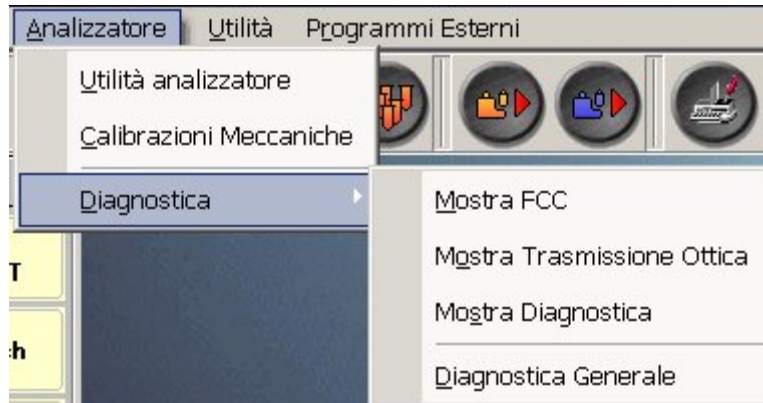 Analizzatore Utilità Programmi Esterni
Utilità analizzatore
Calibrazioni Meccaniche
Diagnostica
Mostra FCC
Mostra Trasmissione Ottica
Mostra Diagnostica
Diagnostica Generale
T